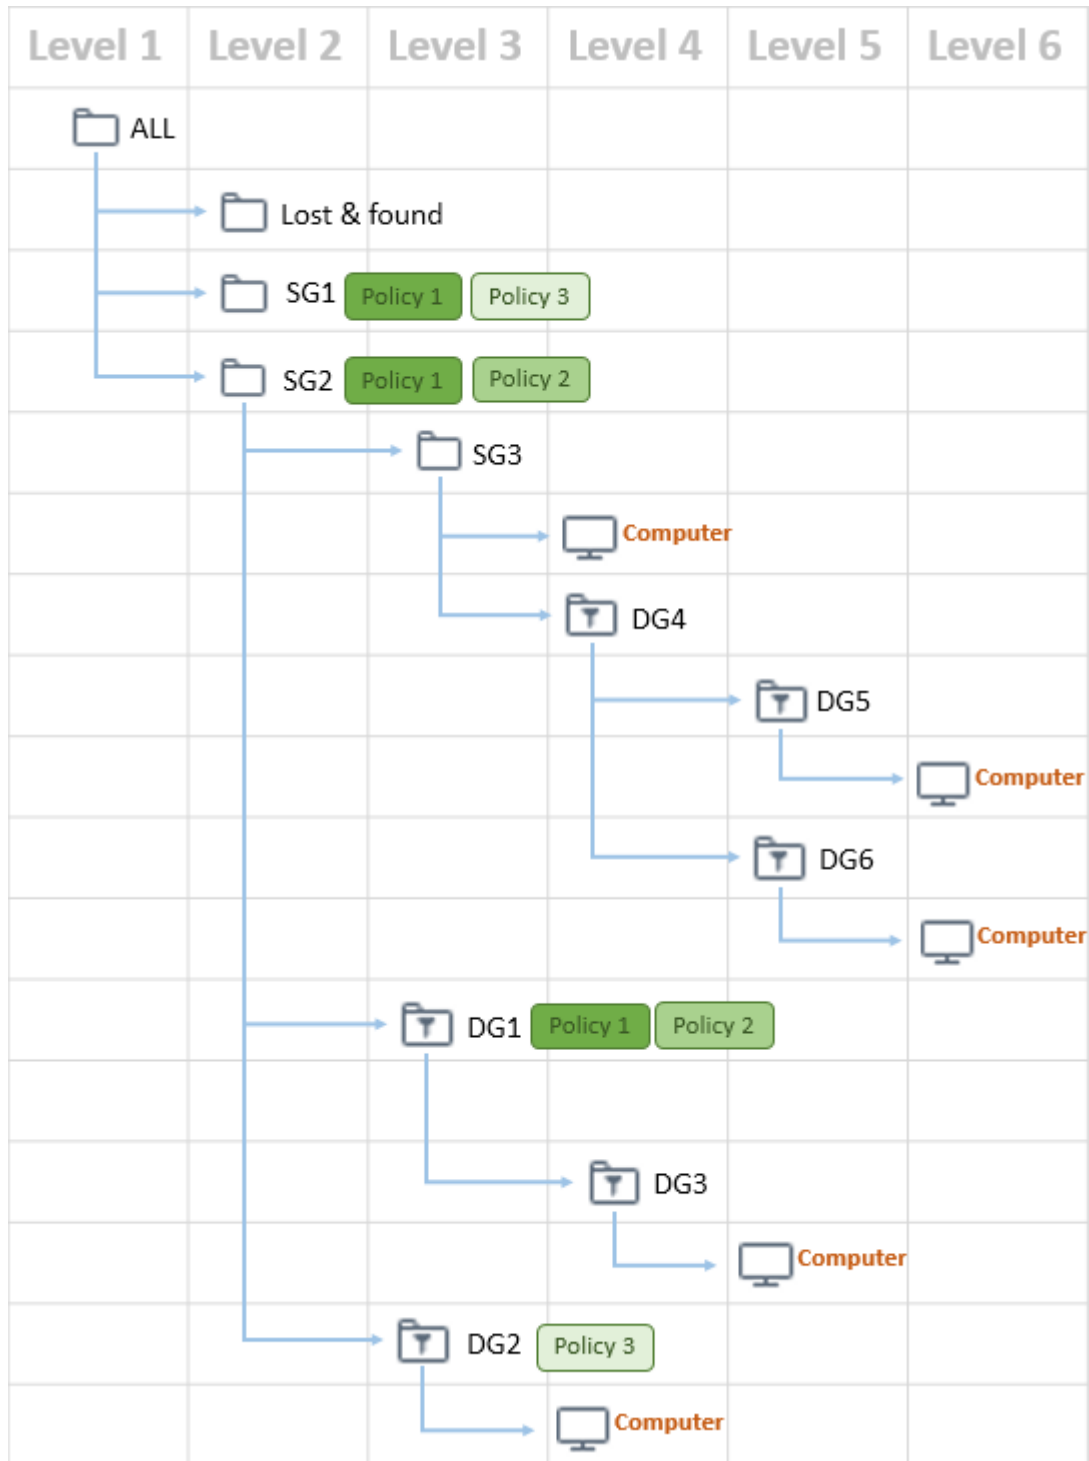 Level 1 Level 2 Level 3 Level 4 Level 5 Level 6
ALL
Lost & found
SG1 Policy 1 Policy 3
SG2 Policy 1 Policy 2
SG3
Computer
DG4
DG5
Computer
DG6
Computer
DG1 Policy 1 Policy 2
DG3
Computer
DG2 Policy 3
Computer